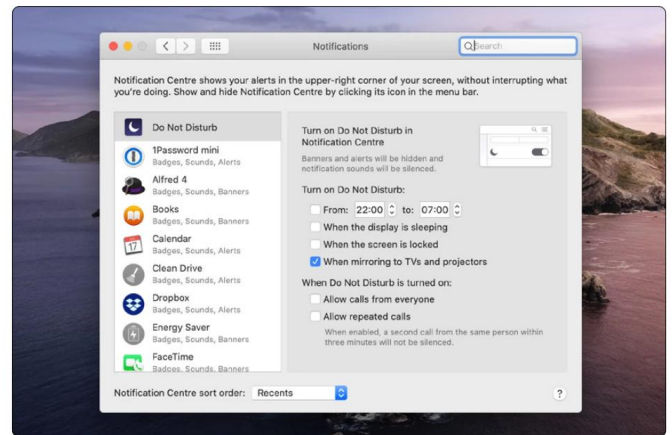 Notifications
Search
Notification Centre shows your alerts in the upper-right corner of your screen, without interrupting what
you're doing. Show and hide Notification Centre by clicking its icon in the menu bar.
Do Not Disturb
1Password mini
Badges, Sounds, Alerts
Alfred 4
Badges, Sounds, Banners
Books
Badges, Sounds, Banners
17
Calendar
Badges, Sounds, Alerts
Clean Drive
Badges, Sounds, Alerts
Dropbox
Badges, Sounds, Alerts
Energy Saver
Badges, Sounds, Banners
FaceTime
Badges, Sounds, Banners
Turn on Do Not Disturb in
Notification Centre
Banners and alerts will be hidden and
notification sounds will be silenced.
Turn on Do Not Disturb:
From: 22:00 to: 07:00
When the display is sleeping
When the screen is locked
When mirroring to TVs and projectors
When Do Not Disturb is turned on:
Allow calls from everyone
Allow repeated calls
When enabled, a second call from the same person within
three minutes will not be silenced.
Notification Centre sort order: Recents
?